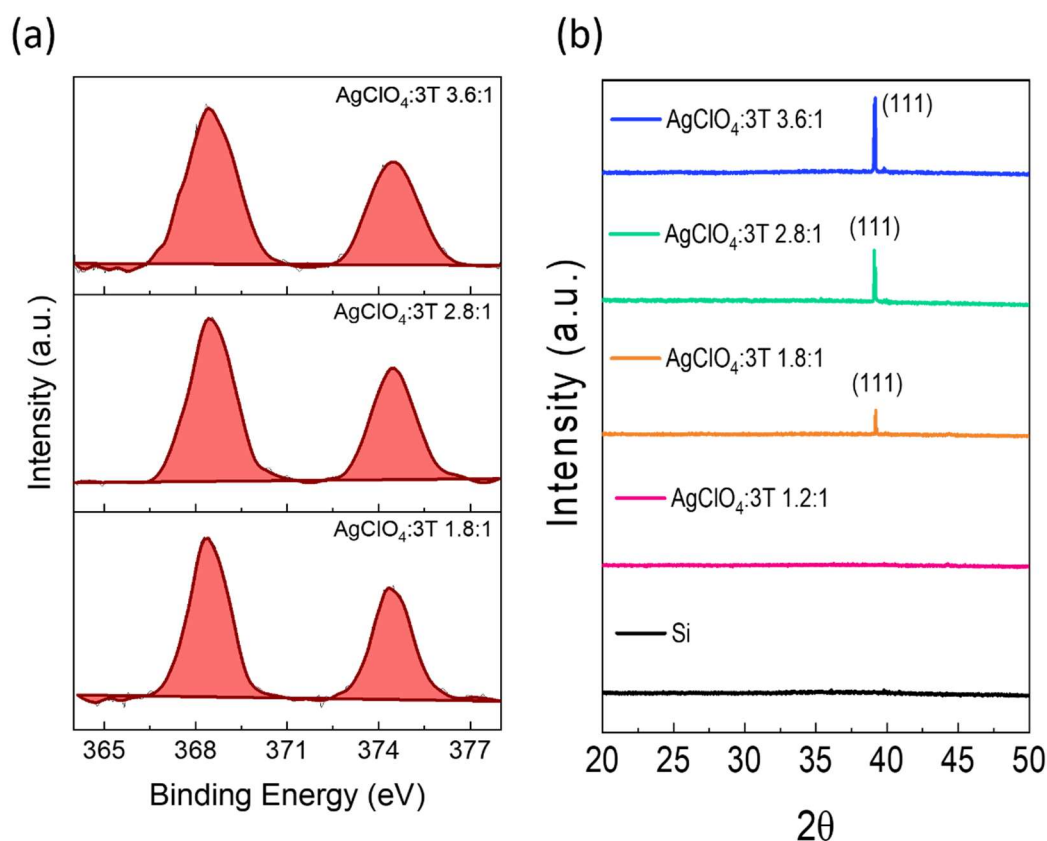 (a)
AgClO₄:3T 3.6:1
AgClO₄:3T 2.8:1
AgClO₄:3T 1.8:1
Intensity (a.u.)
365 368 371 374 377
Binding Energy (eV)
(b)
AgClO₄:3T 3.6:1
(111)
AgClO₄:3T 2.8:1
(111)
AgClO₄:3T 1.8:1
(111)
AgClO₄:3T 1.2:1
Si
Intensity (a.u.)
20 25 30 35 40 45 50
2θ